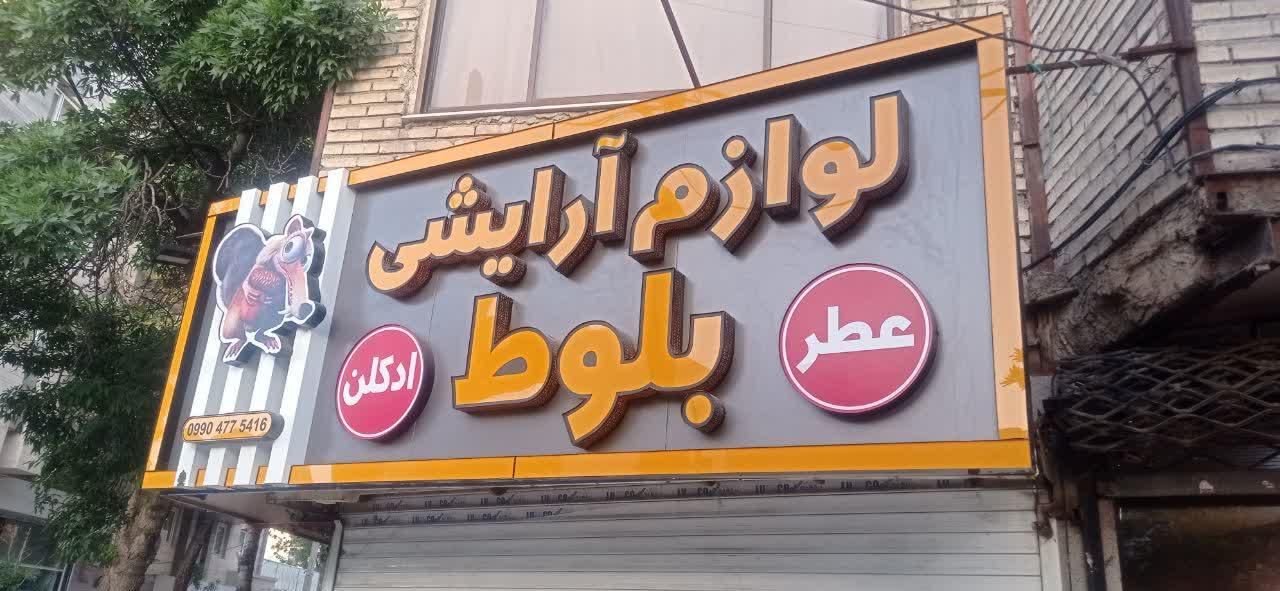 لوازم آرایشی
بلوط
عطر
ادکلن
0990 477 5416